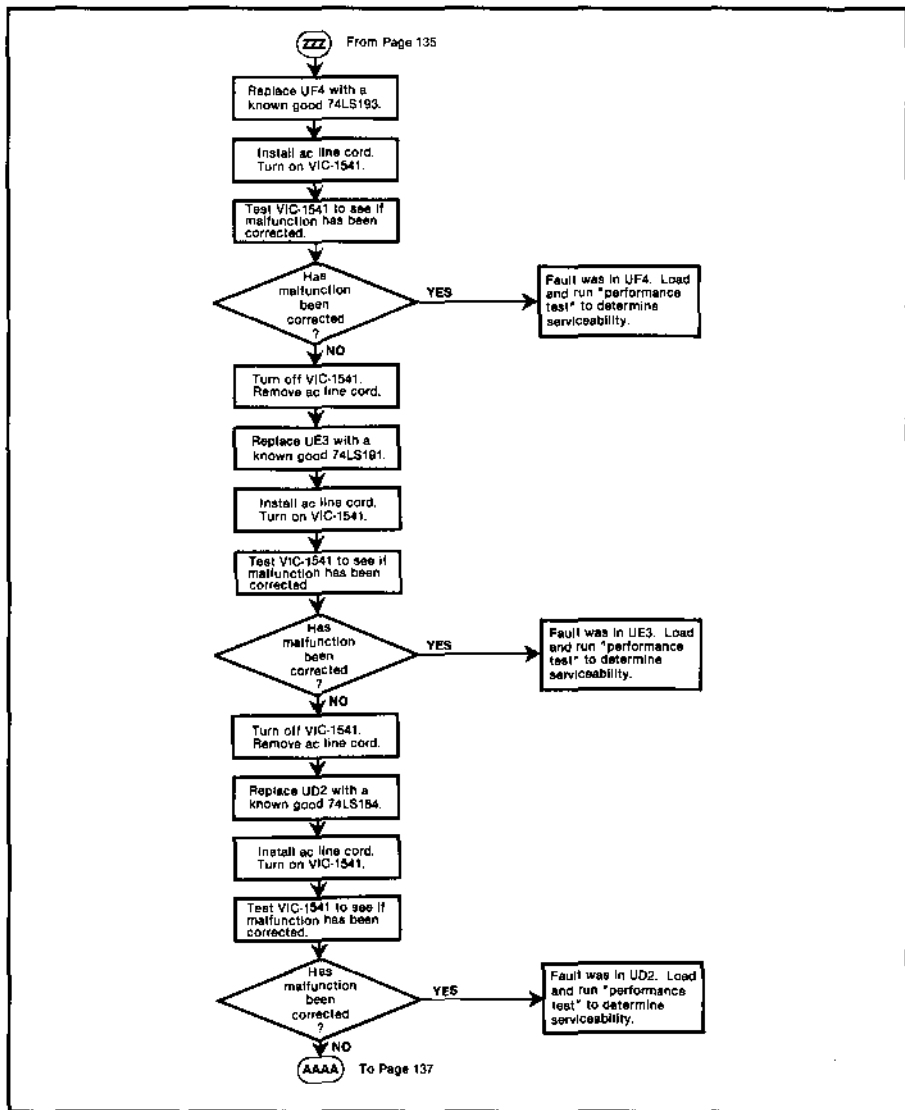 ZZZ From Page 135
Replace UF4 with a
known good 74LS193.
Install ac line cord.
Turn on VIC-1541.
Test VIC-1541 to see if
malfunction has been
corrected.
Has
malfunction
been
corrected
?
YES
Fault was in UF4. Load
and run "performance
test" to determine
serviceability.
NO
Turn off VIC-1541.
Remove ac line cord.
Replace UE3 with a
known good 74LS191.
Install ac line cord.
Turn on VIC-1541.
Test VIC-1541 to see if
malfunction has been
corrected
Has
malfunction
been
corrected
?
YES
Fault was in UE3. Load
and run "performance
test" to determine
serviceability.
NO
Turn off VIC-1541.
Remove ac line cord.
Replace UD2 with a
known good 74LS164.
Install ac line cord.
Turn on VIC-1541.
Test VIC-1541 to see if
malfunction has been
corrected.
Has
malfunction
been
corrected
?
YES
Fault was in UD2. Load
and run "performance
test" to determine
serviceability.
NO
AAAA To Page 137